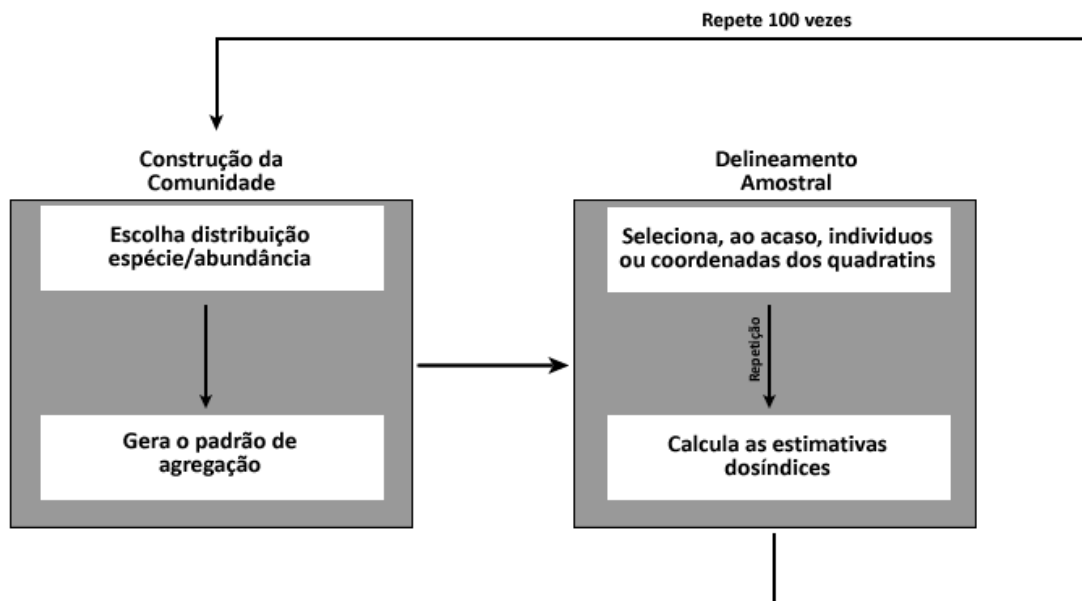 Repete 100 vezes
Construção da
Comunidade
Escolha distribuição
espécie/abundância
Gera o padrão de
agregação
Delineamento
Amostral
Seleciona, ao acaso, individuos
ou coordenadas dos quadratins
Repetição
Calcula as estimativas
dosíndices